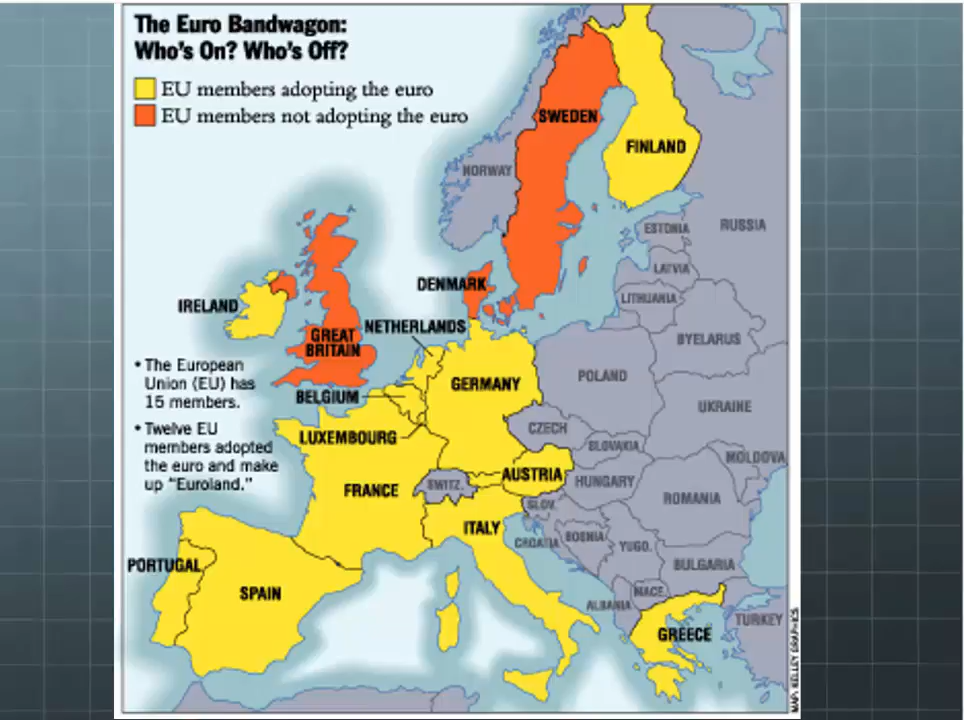 The Euro Bandwagon:
Who's On? Who's Off?
EU members adopting the euro
EU members not adopting the euro
SWEDEN
FINLAND
NORWAY
RUSSIA
ESTONIA
LATVIA
DENMARK
LITHUANIA
IRELAND
NETHERLANDS
GREAT
BRITAIN
BYELARUS
• The European
Union (EU) has
15 members.
GERMANY
POLAND
BELGIUM
UKRAINE
• Twelve EU
members adopted
the euro and make
up "Euroland."
LUXEMBOURG
CZECH
SLOVAKIA
MOLDOVA
AUSTRIA
SWITZ.
HUNGARY
FRANCE
ROMANIA
SLOV.
ITALY
CROATIA
BOSNIA
YUGO.
PORTUGAL
BULGARIA
SPAIN
MACE.
ALBANIA
TURKEY
GREECE
MAP: KELLEY GRAPHICS